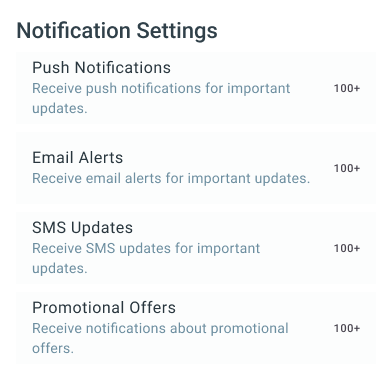 Notification Settings
Push Notifications
Receive push notifications for important
updates.
100+
Email Alerts
Receive email alerts for important updates.
100+
SMS Updates
Receive SMS updates for important
updates.
100+
Promotional Offers
Receive notifications about promotional
offers.
100+